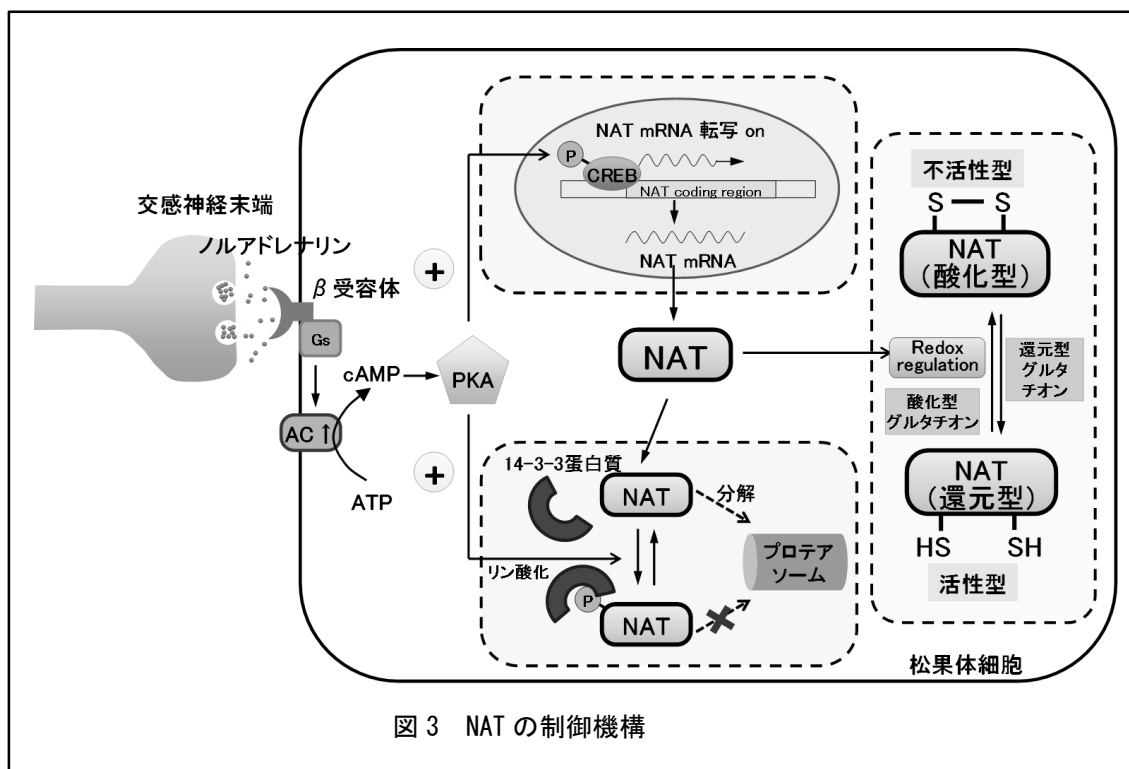 交感神経末端
ノルアドレナリン
β 受容体
Gs
AC↑
cAMP
ATP
PKA
+
+
NAT mRNA 転写 on
P
CREB
NAT coding region
NAT mRNA
NAT
14-3-3蛋白質
NAT
分解
プロテア
ソーム
リン酸化
P
NAT
不活性型
S S
NAT
(酸化型)
Redox
regulation
還元型
グルタ
チオン
酸化型
グルタチオン
NAT
(還元型)
HS SH
活性型
松果体細胞
図 3 NAT の制御機構